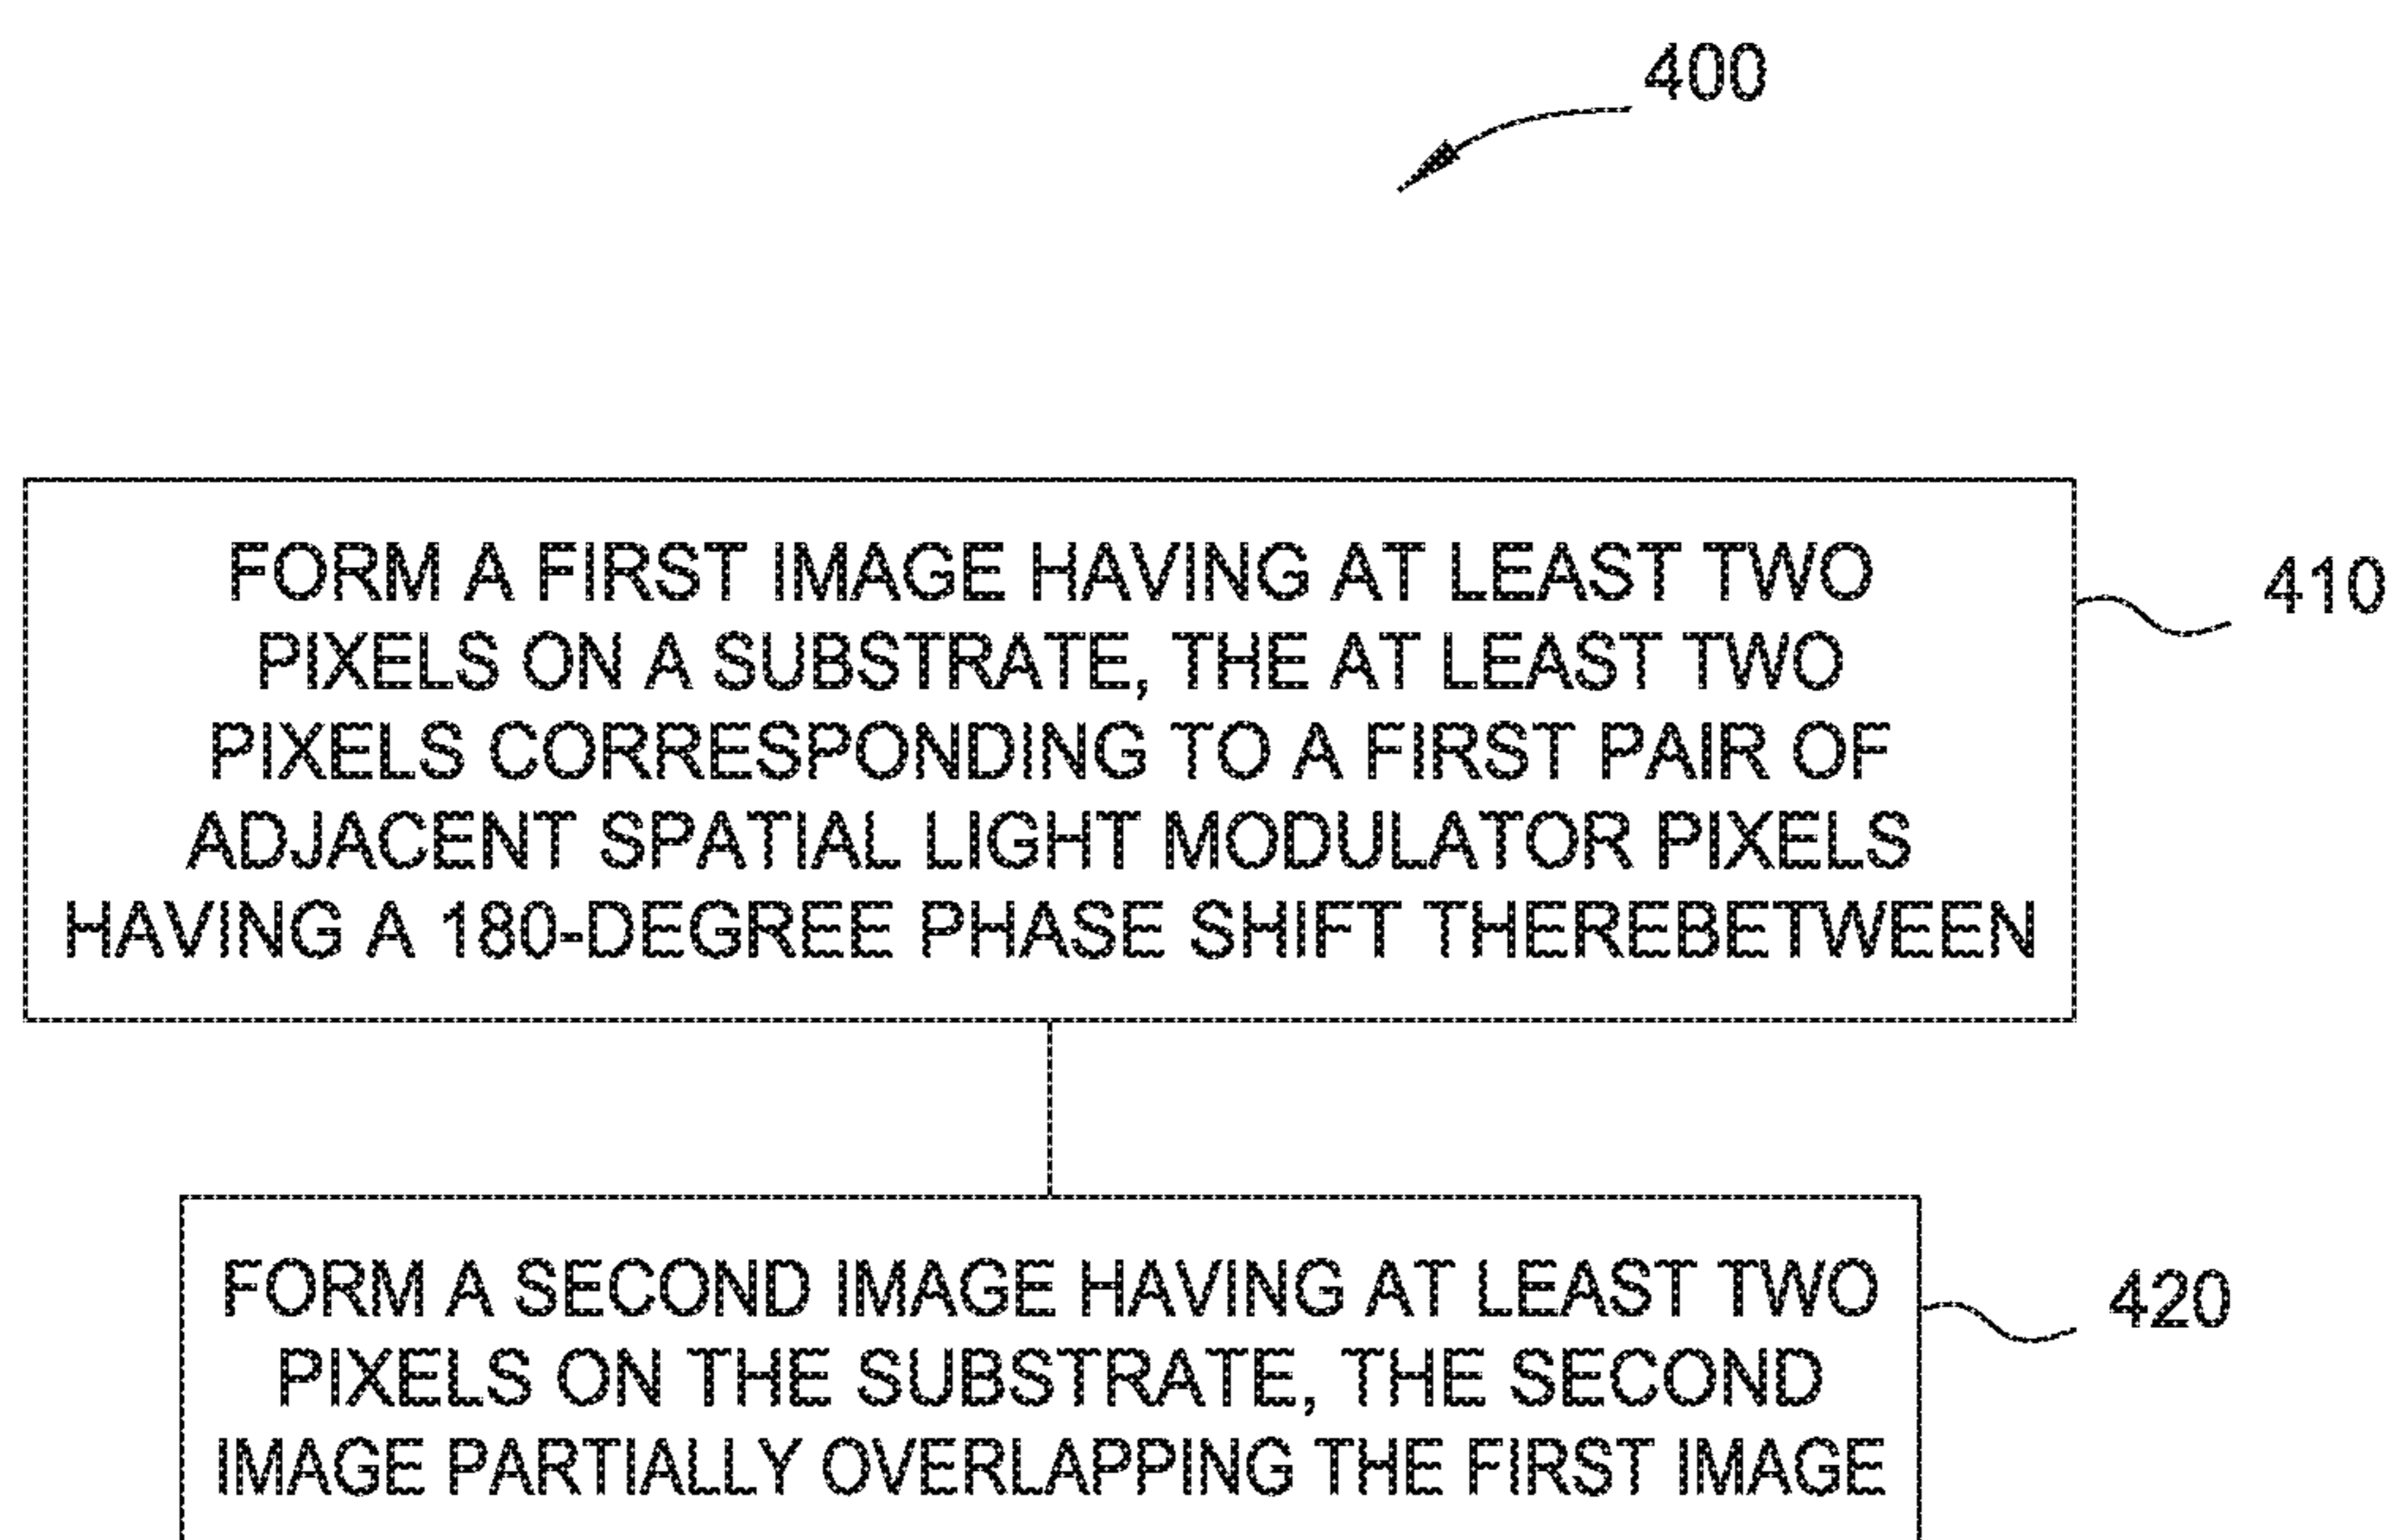 400
FORM A FIRST IMAGE HAVING AT LEAST TWO
PIXELS ON A SUBSTRATE, THE AT LEAST TWO
PIXELS CORRESPONDING TO A FIRST PAIR OF
ADJACENT SPATIAL LIGHT MODULATOR PIXELS
HAVING A 180-DEGREE PHASE SHIFT THEREBETWEEN
410
FORM A SECOND IMAGE HAVING AT LEAST TWO
PIXELS ON THE SUBSTRATE, THE SECOND
IMAGE PARTIALLY OVERLAPPING THE FIRST IMAGE
420